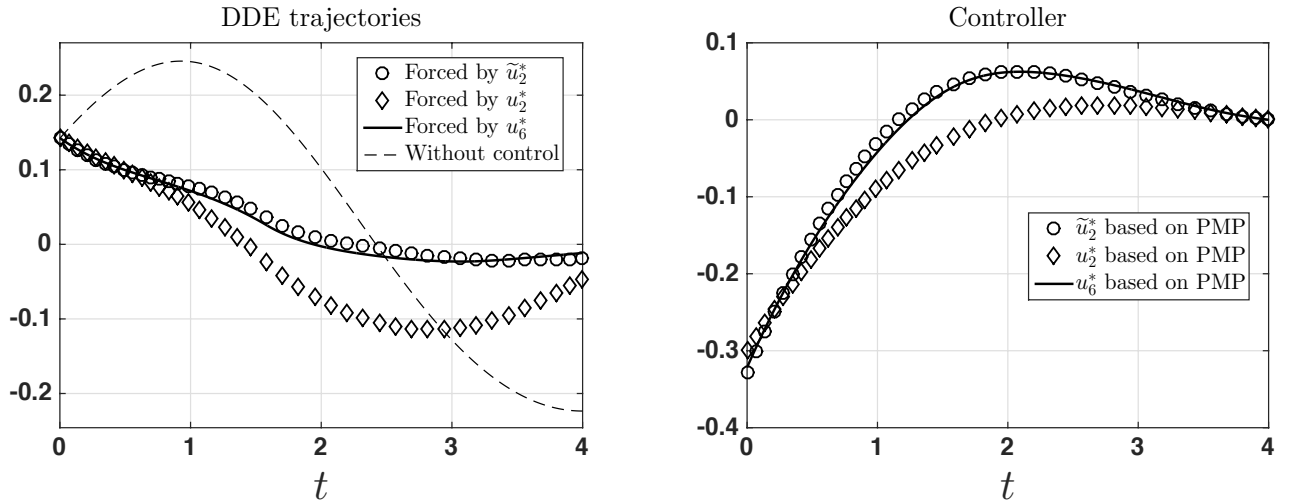 DDE trajectories
0.2
0.1
0
-0.1
-0.2
0
1
2
3
4
t
Forced by ũ₂*
Forced by u₂*
Forced by u₆*
Without control
Controller
0.1
0
-0.1
-0.2
-0.3
-0.4
0
1
2
3
4
t
ũ₂* based on PMP
u₂* based on PMP
u₆* based on PMP